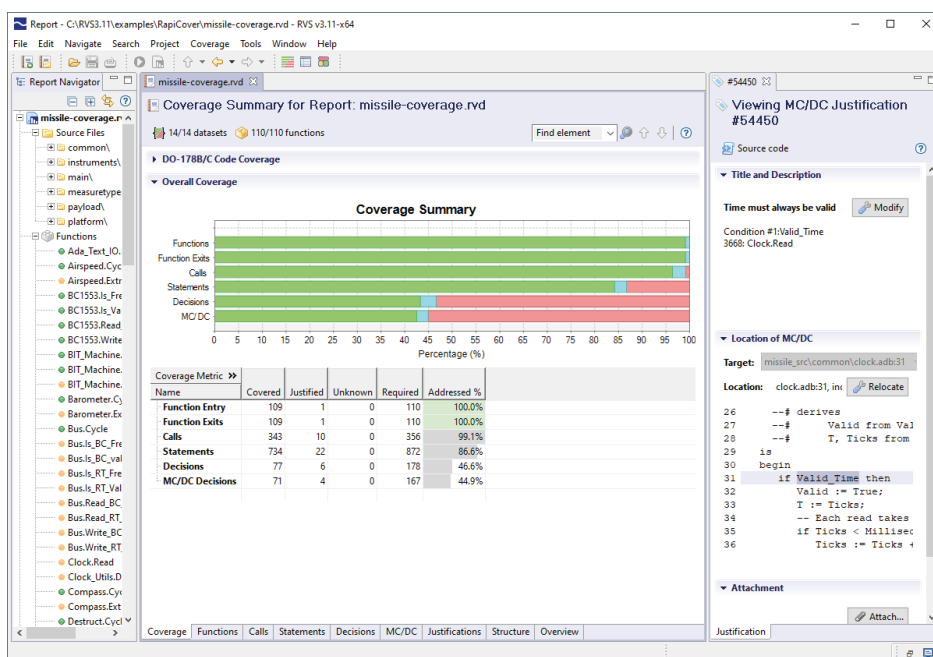 Report - C:\RVS3.11\examples\RapiCover\missile-coverage.rvd - RVS v3.11-x64
File Edit Navigate Search Project Coverage Tools Window Help
Report Navigator
missile-coverage.r
Source Files
common\
instruments\
main\
measuretype
payload\
platform\
Functions
Ada_Text_IO.
Airspeed.Cyc
Airspeed.Extr
BC1553.Is_Fre
BC1553.Is_Va
BC1553.Read_
BC1553.Write
BIT_Machine.
BIT_Machine.
BIT_Machine.
Barometer.Cy
Barometer.Ex
Bus.Cycle
Bus.Is_BC_Fre
Bus.Is_BC_val
Bus.Is_RT_Fre
Bus.Is_RT_Val
Bus.Read_BC_
Bus.Read_RT_
Bus.Write_BC
Bus.Write_RT_
Clock.Read
Clock_Utils.D
Compass.Cyc
Compass.Ext
Destruct.Cycl
missile-coverage.rvd
Coverage Summary for Report: missile-coverage.rvd
14/14 datasets 110/110 functions Find element
DO-178B/C Code Coverage
Overall Coverage
Coverage Summary
Functions
Function Exits
Calls
Statements
Decisions
MC/DC
0 5 10 15 20 25 30 35 40 45 50 55 60 65 70 75 80 85 90 95 100
Percentage (%)
Coverage Metric »
Name Covered Justified Unknown Required Addressed %
Function Entry 109 1 0 110 100.0%
Function Exits 109 1 0 110 100.0%
Calls 343 10 0 356 99.1%
Statements 734 22 0 872 86.6%
Decisions 77 6 0 178 46.6%
MC/DC Decisions 71 4 0 167 44.9%
Coverage Functions Calls Statements Decisions MC/DC Justifications Structure Overview
#54450
Viewing MC/DC Justification
#54450
Source code
Title and Description
Time must always be valid Modify
Condition #1:Valid_Time
3668: Clock.Read
Location of MC/DC
Target: missile_src\common\clock.adb:31
Location: clock.adb:31, inc Relocate
26 --# derives
27 --# Valid from Val
28 --# T, Ticks from
29 is
30 begin
31 if Valid_Time then
32 Valid := True;
33 T := Ticks;
34 -- Each read takes
35 if Ticks < Millisec
36 Ticks := Ticks +
Attachment
Attach...
Justification